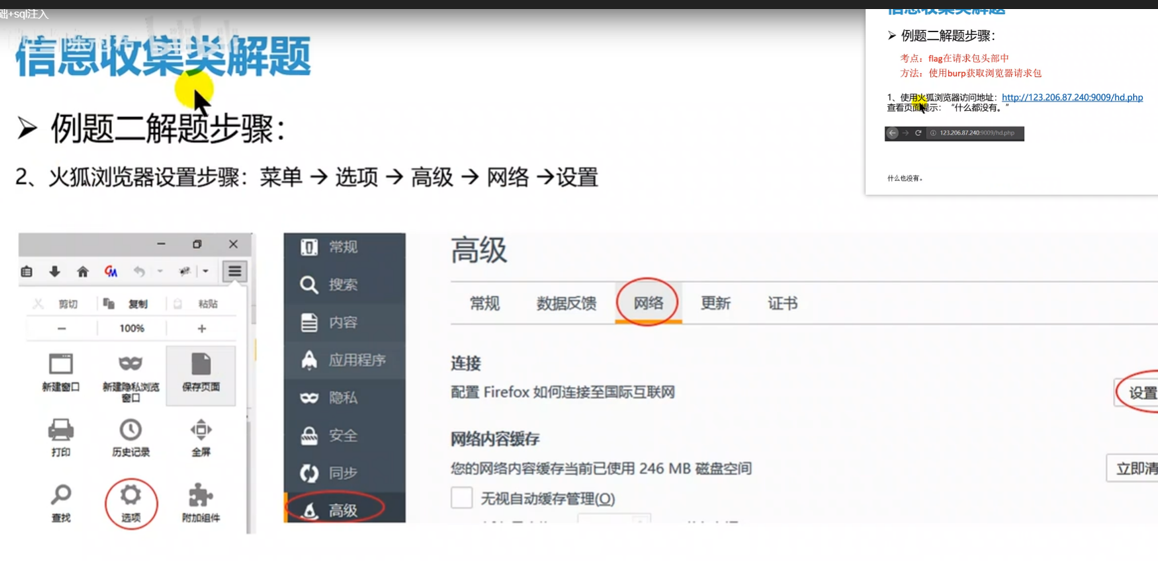 础+sql注入
信息收集类解题
➤ 例题二解题步骤：
2、火狐浏览器设置步骤：菜单 → 选项 → 高级 → 网络 →设置
信息收集类解题
➤ 例题二解题步骤：
考点：flag在请求包头部中
方法：使用burp获取浏览器请求包
1、使用火狐浏览器访问地址：http://123.206.87.240:9009/hd.php
查看页面提示：“什么都没有。”
123.206.87.240:9009/hd.php
什么也没有。
剪切 复制 粘贴
− 100% +
新建窗口 新建隐私浏览窗口 保存页面
打印 历史记录 全屏
查找 选项 附加组件
常规
搜索
内容
应用程序
隐私
安全
同步
高级
高级
常规 数据反馈 网络 更新 证书
连接
配置 Firefox 如何连接至国际互联网
设置
网络内容缓存
您的网络内容缓存当前已使用 246 MB 磁盘空间
立即清
无视自动缓存管理(O)